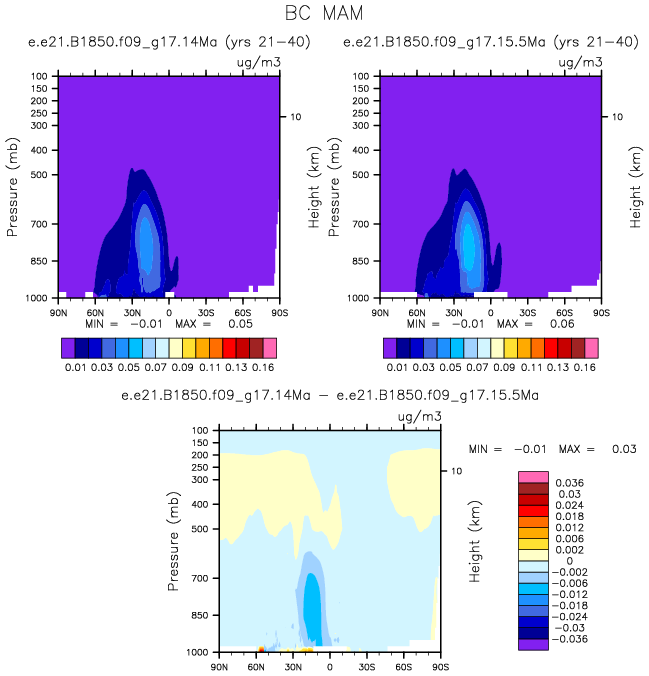 BC MAM
e.e21.B1850.f09_g17.14Ma (yrs 21-40)
ug/m3
Pressure (mb)
100
150
200
250
300
400
500
700
850
1000
10
Height (km)
90N 60N 30N 0 30S 60S 90S
MIN = -0.01 MAX = 0.05
0.01 0.03 0.05 0.07 0.09 0.11 0.13 0.16
e.e21.B1850.f09_g17.15.5Ma (yrs 21-40)
ug/m3
Pressure (mb)
100
150
200
250
300
400
500
700
850
1000
10
Height (km)
90N 60N 30N 0 30S 60S 90S
MIN = -0.01 MAX = 0.06
0.01 0.03 0.05 0.07 0.09 0.11 0.13 0.16
e.e21.B1850.f09_g17.14Ma - e.e21.B1850.f09_g17.15.5Ma
ug/m3
Pressure (mb)
100
150
200
250
300
400
500
700
850
1000
10
Height (km)
90N 60N 30N 0 30S 60S 90S
MIN = -0.01 MAX = 0.03
0.036
0.03
0.024
0.018
0.012
0.006
0.002
0
-0.002
-0.006
-0.012
-0.018
-0.024
-0.03
-0.036